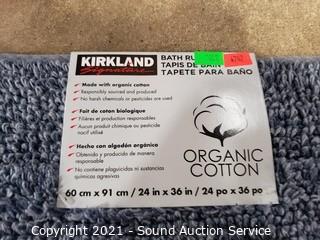 KIRKLAND
Signature
BATH RU
TAPIS DE BAIN
TAPETE PARA BAÑO
Made with organic cotton
Responsibly sourced and produced
No harsh chemicals or pesticides are used
Fait de coton biologique
Filières et production responsables
Aucun produit chimique ou pesticide
nocif utilisé
Hecho con algodón orgánico
Obtenido y producido de manera
responsable
No contiene plaguicidas ni sustancias
químicas agresivas
ORGANIC
COTTON
60 cm x 91 cm / 24 in x 36 in / 24 po x 36 po
Copyright 2021 - Sound Auction Service